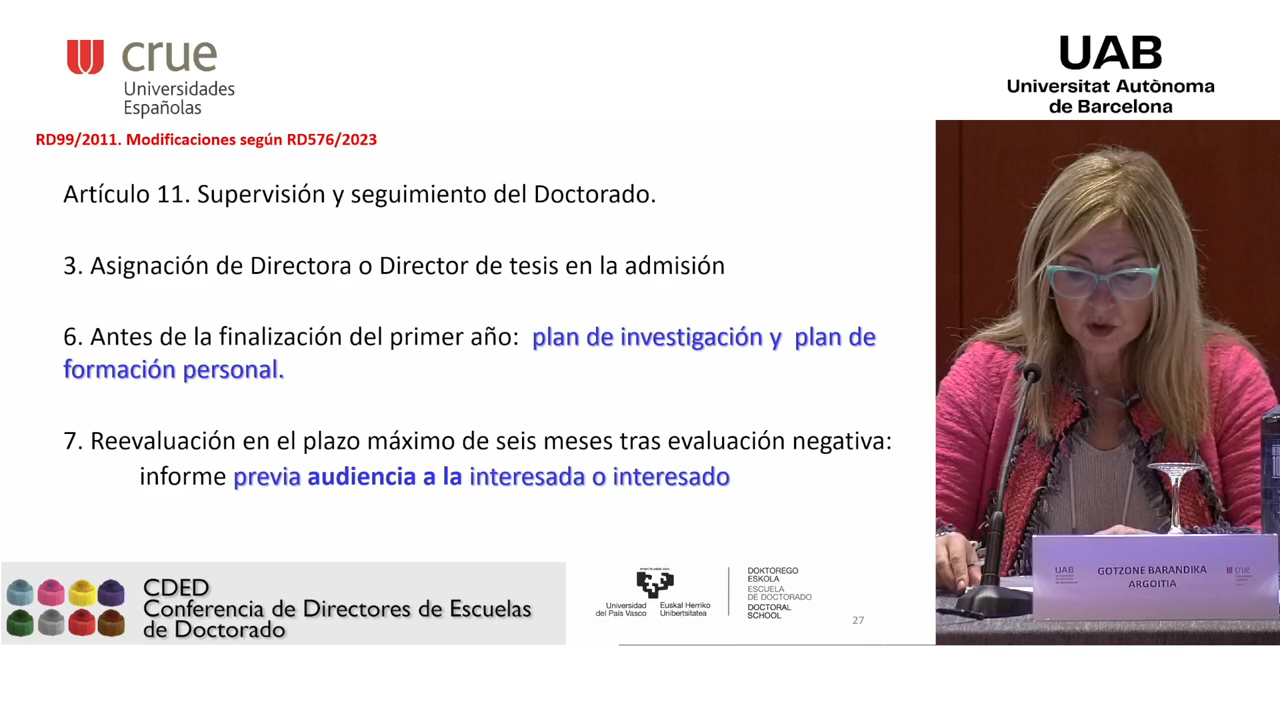 crue
Universidades
Españolas
UAB
Universitat Autònoma
de Barcelona
RD99/2011. Modificaciones según RD576/2023
Artículo 11. Supervisión y seguimiento del Doctorado.
3. Asignación de Directora o Director de tesis en la admisión
6. Antes de la finalización del primer año: plan de investigación y plan de
formación personal.
7. Reevaluación en el plazo máximo de seis meses tras evaluación negativa:
informe previa audiencia a la interesada o interesado
CDED
Conferencia de Directores de Escuelas
de Doctorado
Universidad
del País Vasco
Euskal Herriko
Unibertsitatea
DOKTOREGO
ESKOLA
ESCUELA
DE DOCTORADO
DOCTORAL
SCHOOL
27
UAB
GOTZONE BARANDIKA
ARGOITIA
crue